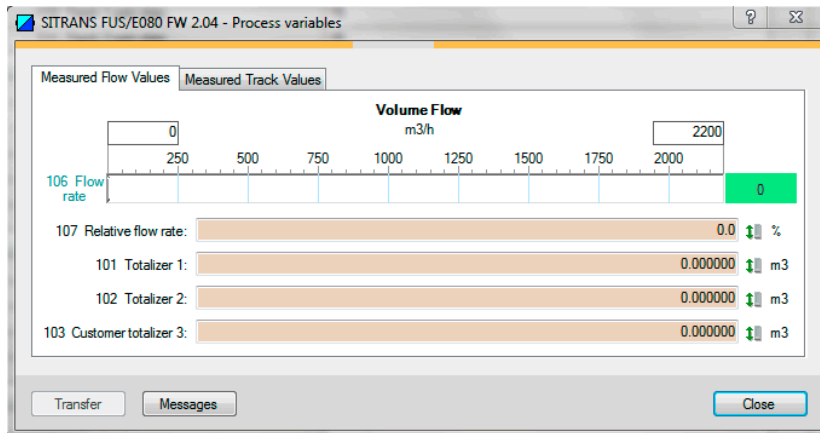 SITRANS FUS/E080 FW 2.04 - Process variables
?
Measured Flow Values
Measured Track Values
Volume Flow
m3/h
0
2200
250 500 750 1000 1250 1500 1750 2000
106 Flow
rate
0
107 Relative flow rate: 0.0 %
101 Totalizer 1: 0.000000 m3
102 Totalizer 2: 0.000000 m3
103 Customer totalizer 3: 0.000000 m3
Transfer
Messages
Close